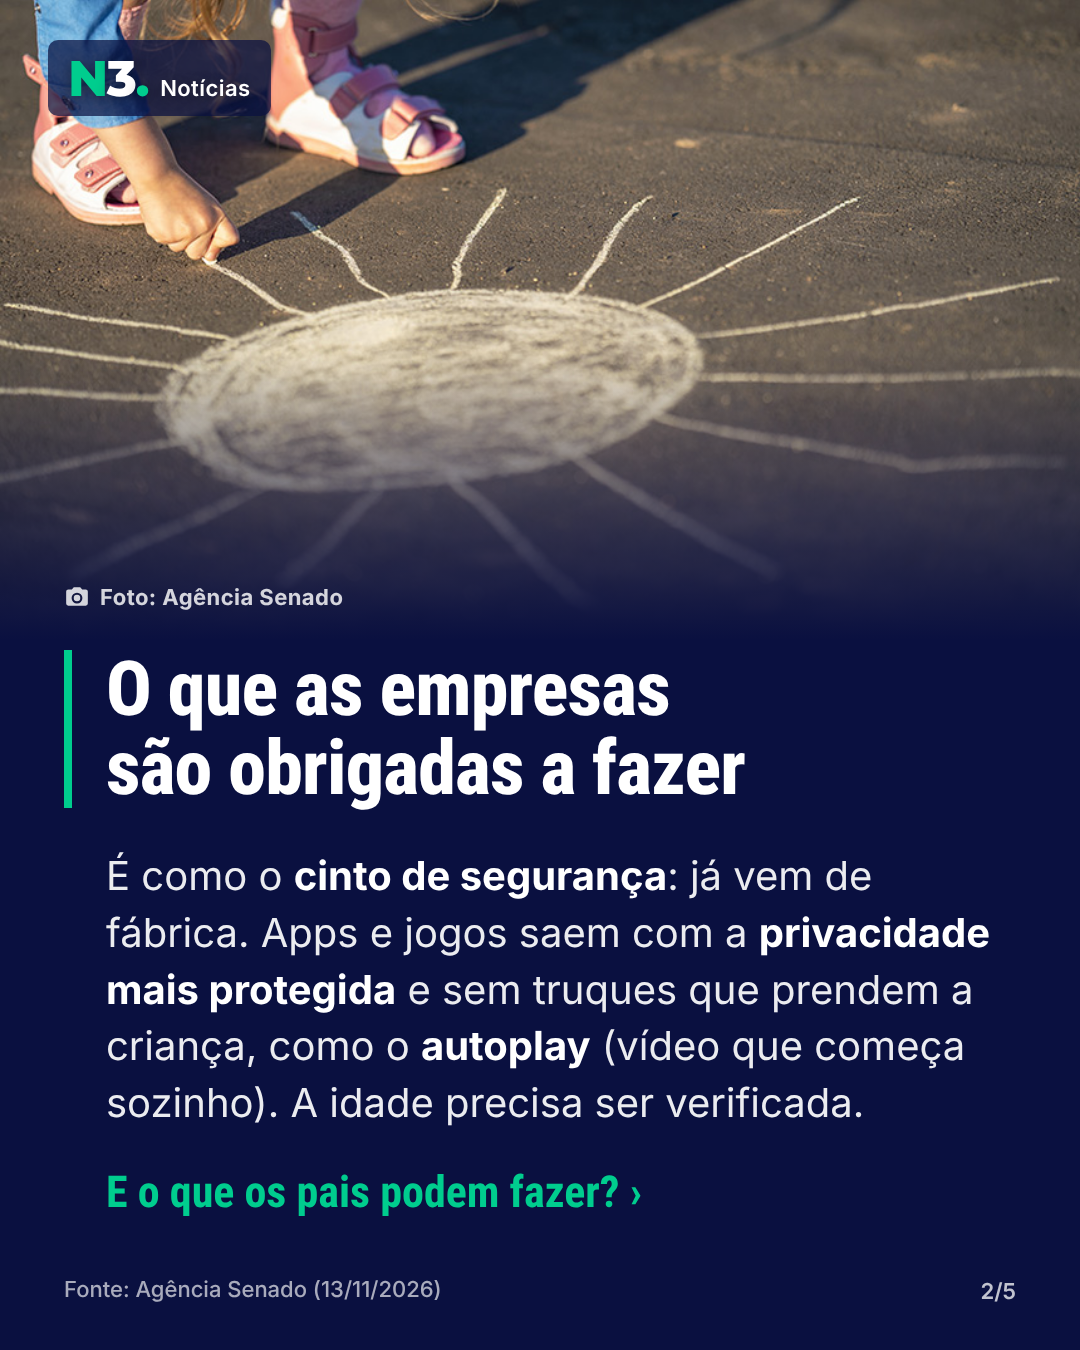 N3. Notícias
Foto: Agência Senado
O que as empresas
são obrigadas a fazer
É como o cinto de segurança: já vem de
fábrica. Apps e jogos saem com a privacidade
mais protegida e sem truques que prendem a
criança, como o autoplay (vídeo que começa
sozinho). A idade precisa ser verificada.
E o que os pais podem fazer? ›
Fonte: Agência Senado (13/11/2026)
2/5